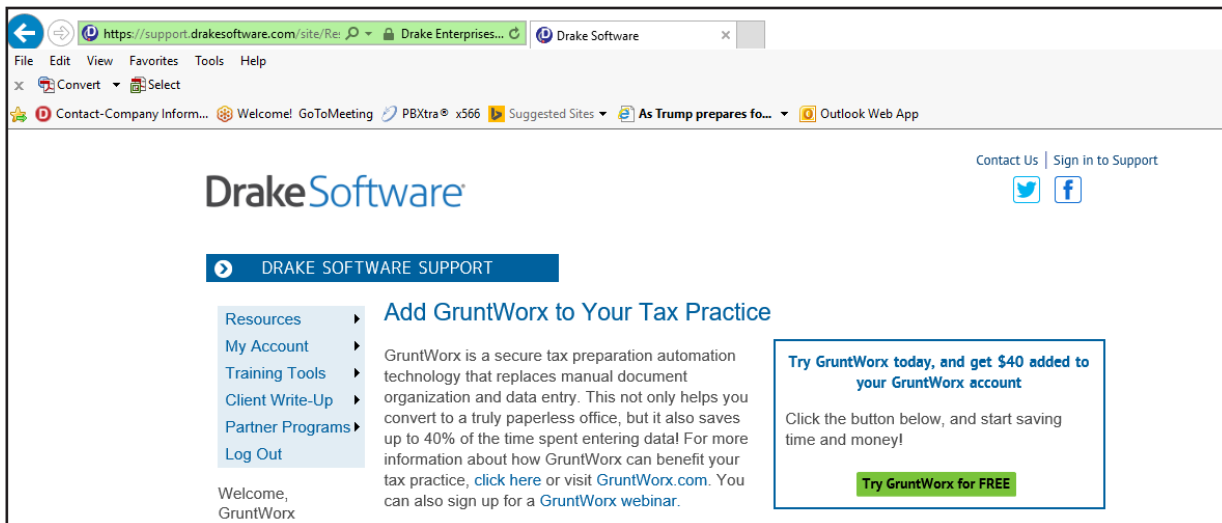 https://support.drakesoftware.com/site/Re: Drake Enterprises... Drake Software
File Edit View Favorites Tools Help
x Convert Select
Contact-Company Inform... Welcome! GoToMeeting PBXtra® x566 Suggested Sites As Trump prepares fo... Outlook Web App
Contact Us | Sign in to Support
DrakeSoftware
DRAKE SOFTWARE SUPPORT
Resources
My Account
Training Tools
Client Write-Up
Partner Programs
Log Out
Welcome,
GruntWorx
Add GruntWorx to Your Tax Practice
GruntWorx is a secure tax preparation automation
technology that replaces manual document
organization and data entry. This not only helps you
convert to a truly paperless office, but it also saves
up to 40% of the time spent entering data! For more
information about how GruntWorx can benefit your
tax practice, click here or visit GruntWorx.com. You
can also sign up for a GruntWorx webinar.
Try GruntWorx today, and get $40 added to
your GruntWorx account
Click the button below, and start saving
time and money!
Try GruntWorx for FREE